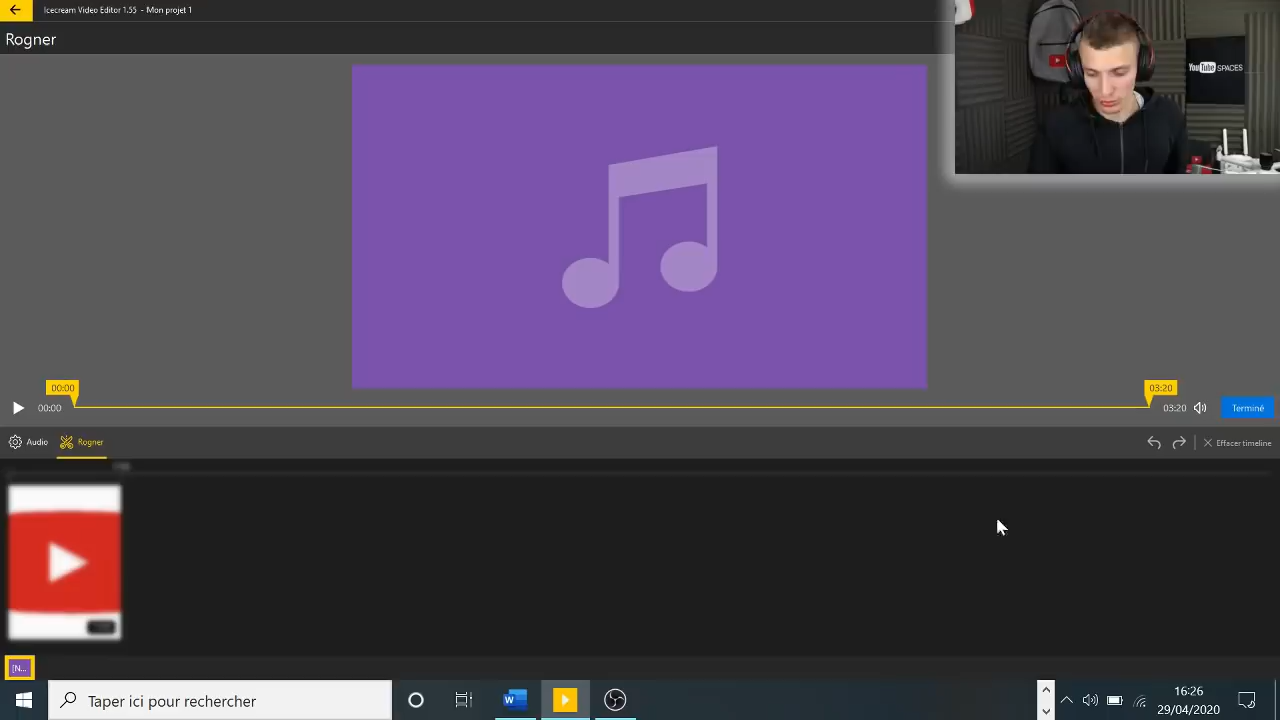 Icecream Video Editor 1.55 - Mon projet 1
Rogner
YouTube SPACES
00:00
03:20
00:00
03:20
Terminé
Audio
Rogner
Effacer timeline
[N...
Taper ici pour rechercher
16:26
29/04/2020